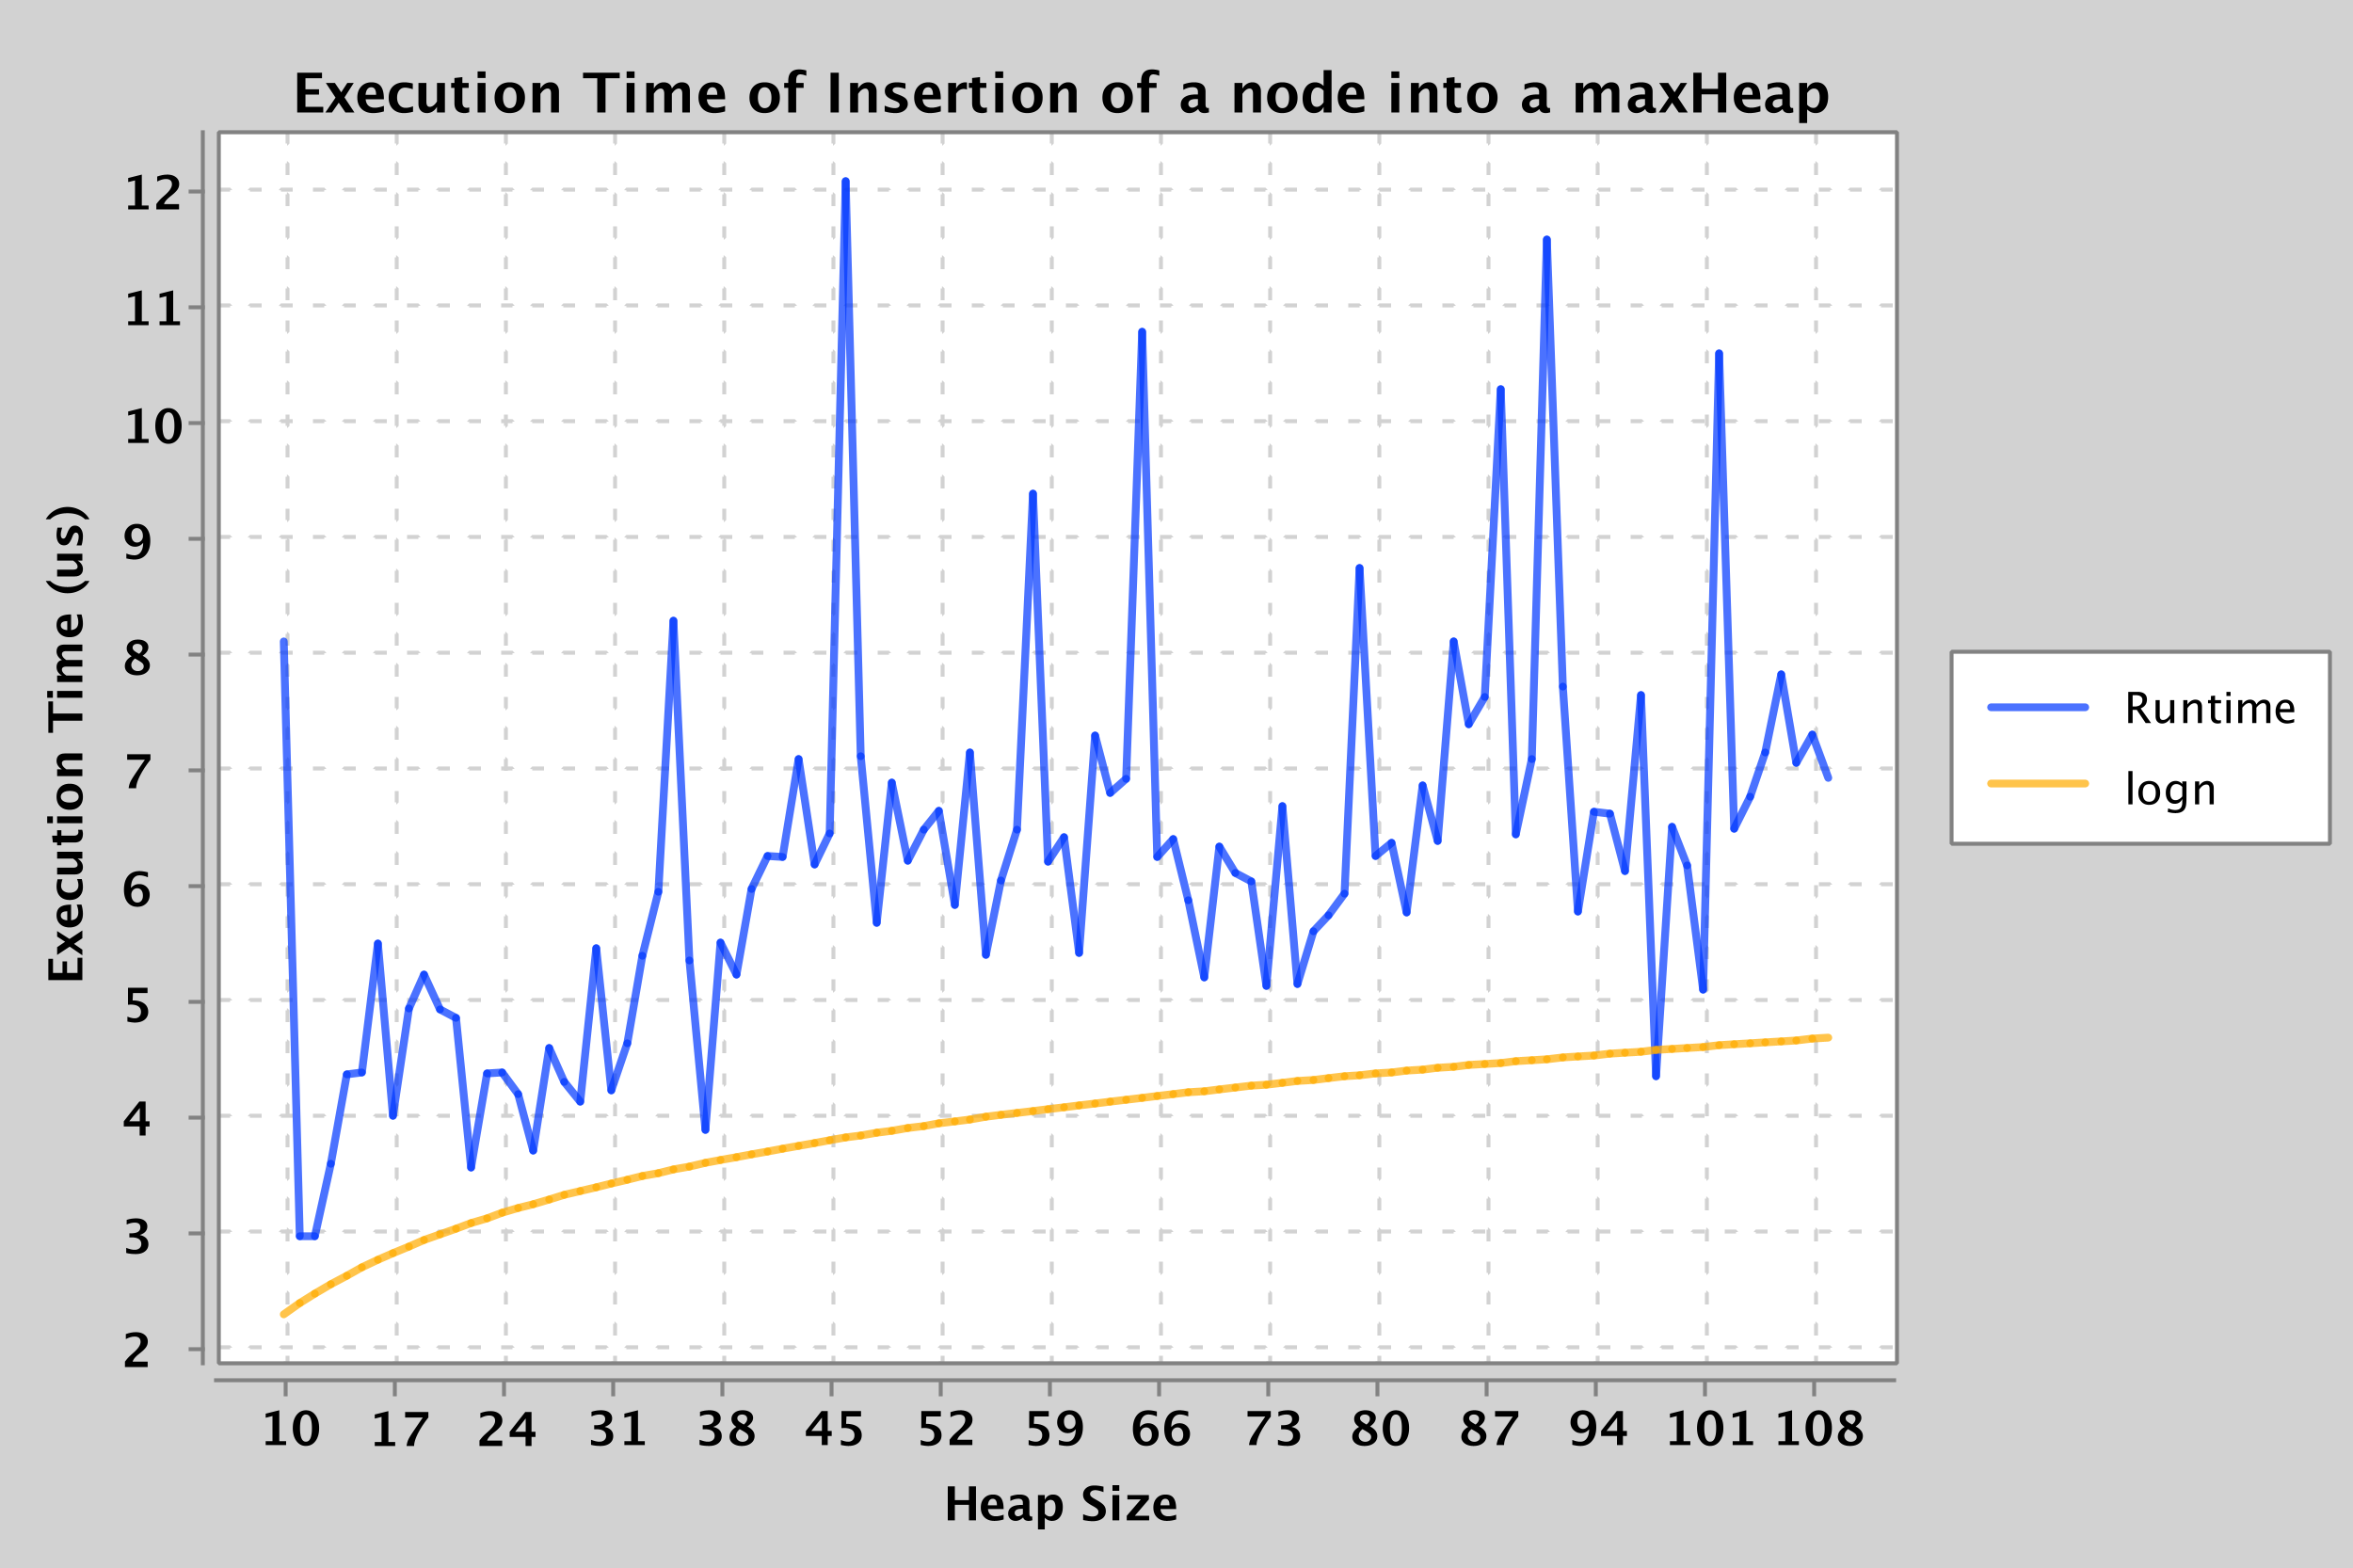 Execution Time of Insertion of a node into a maxHeap
12
11
10
9
8
7
6
5
4
3
2
Execution Time (us)
10 17 24 31 38 45 52 59 66 73 80 87 94 101 108
Heap Size
Runtime
logn